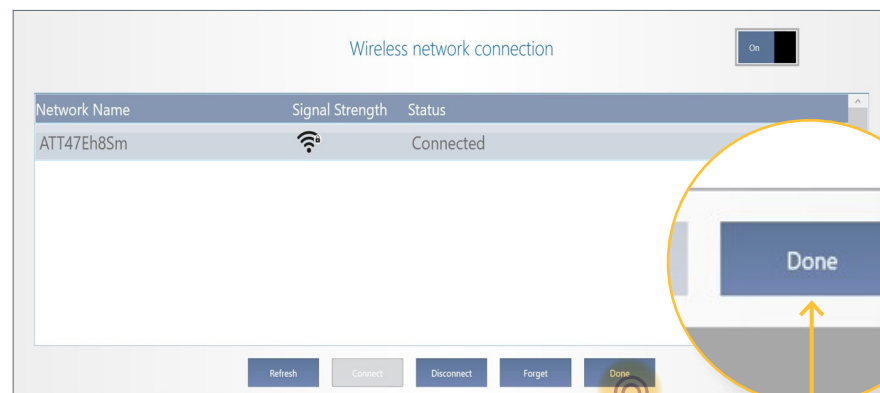 Wireless network connection
On
Network Name Signal Strength Status
ATT47Eh8Sm Connected
Done
Refresh Connect Disconnect Forget Done